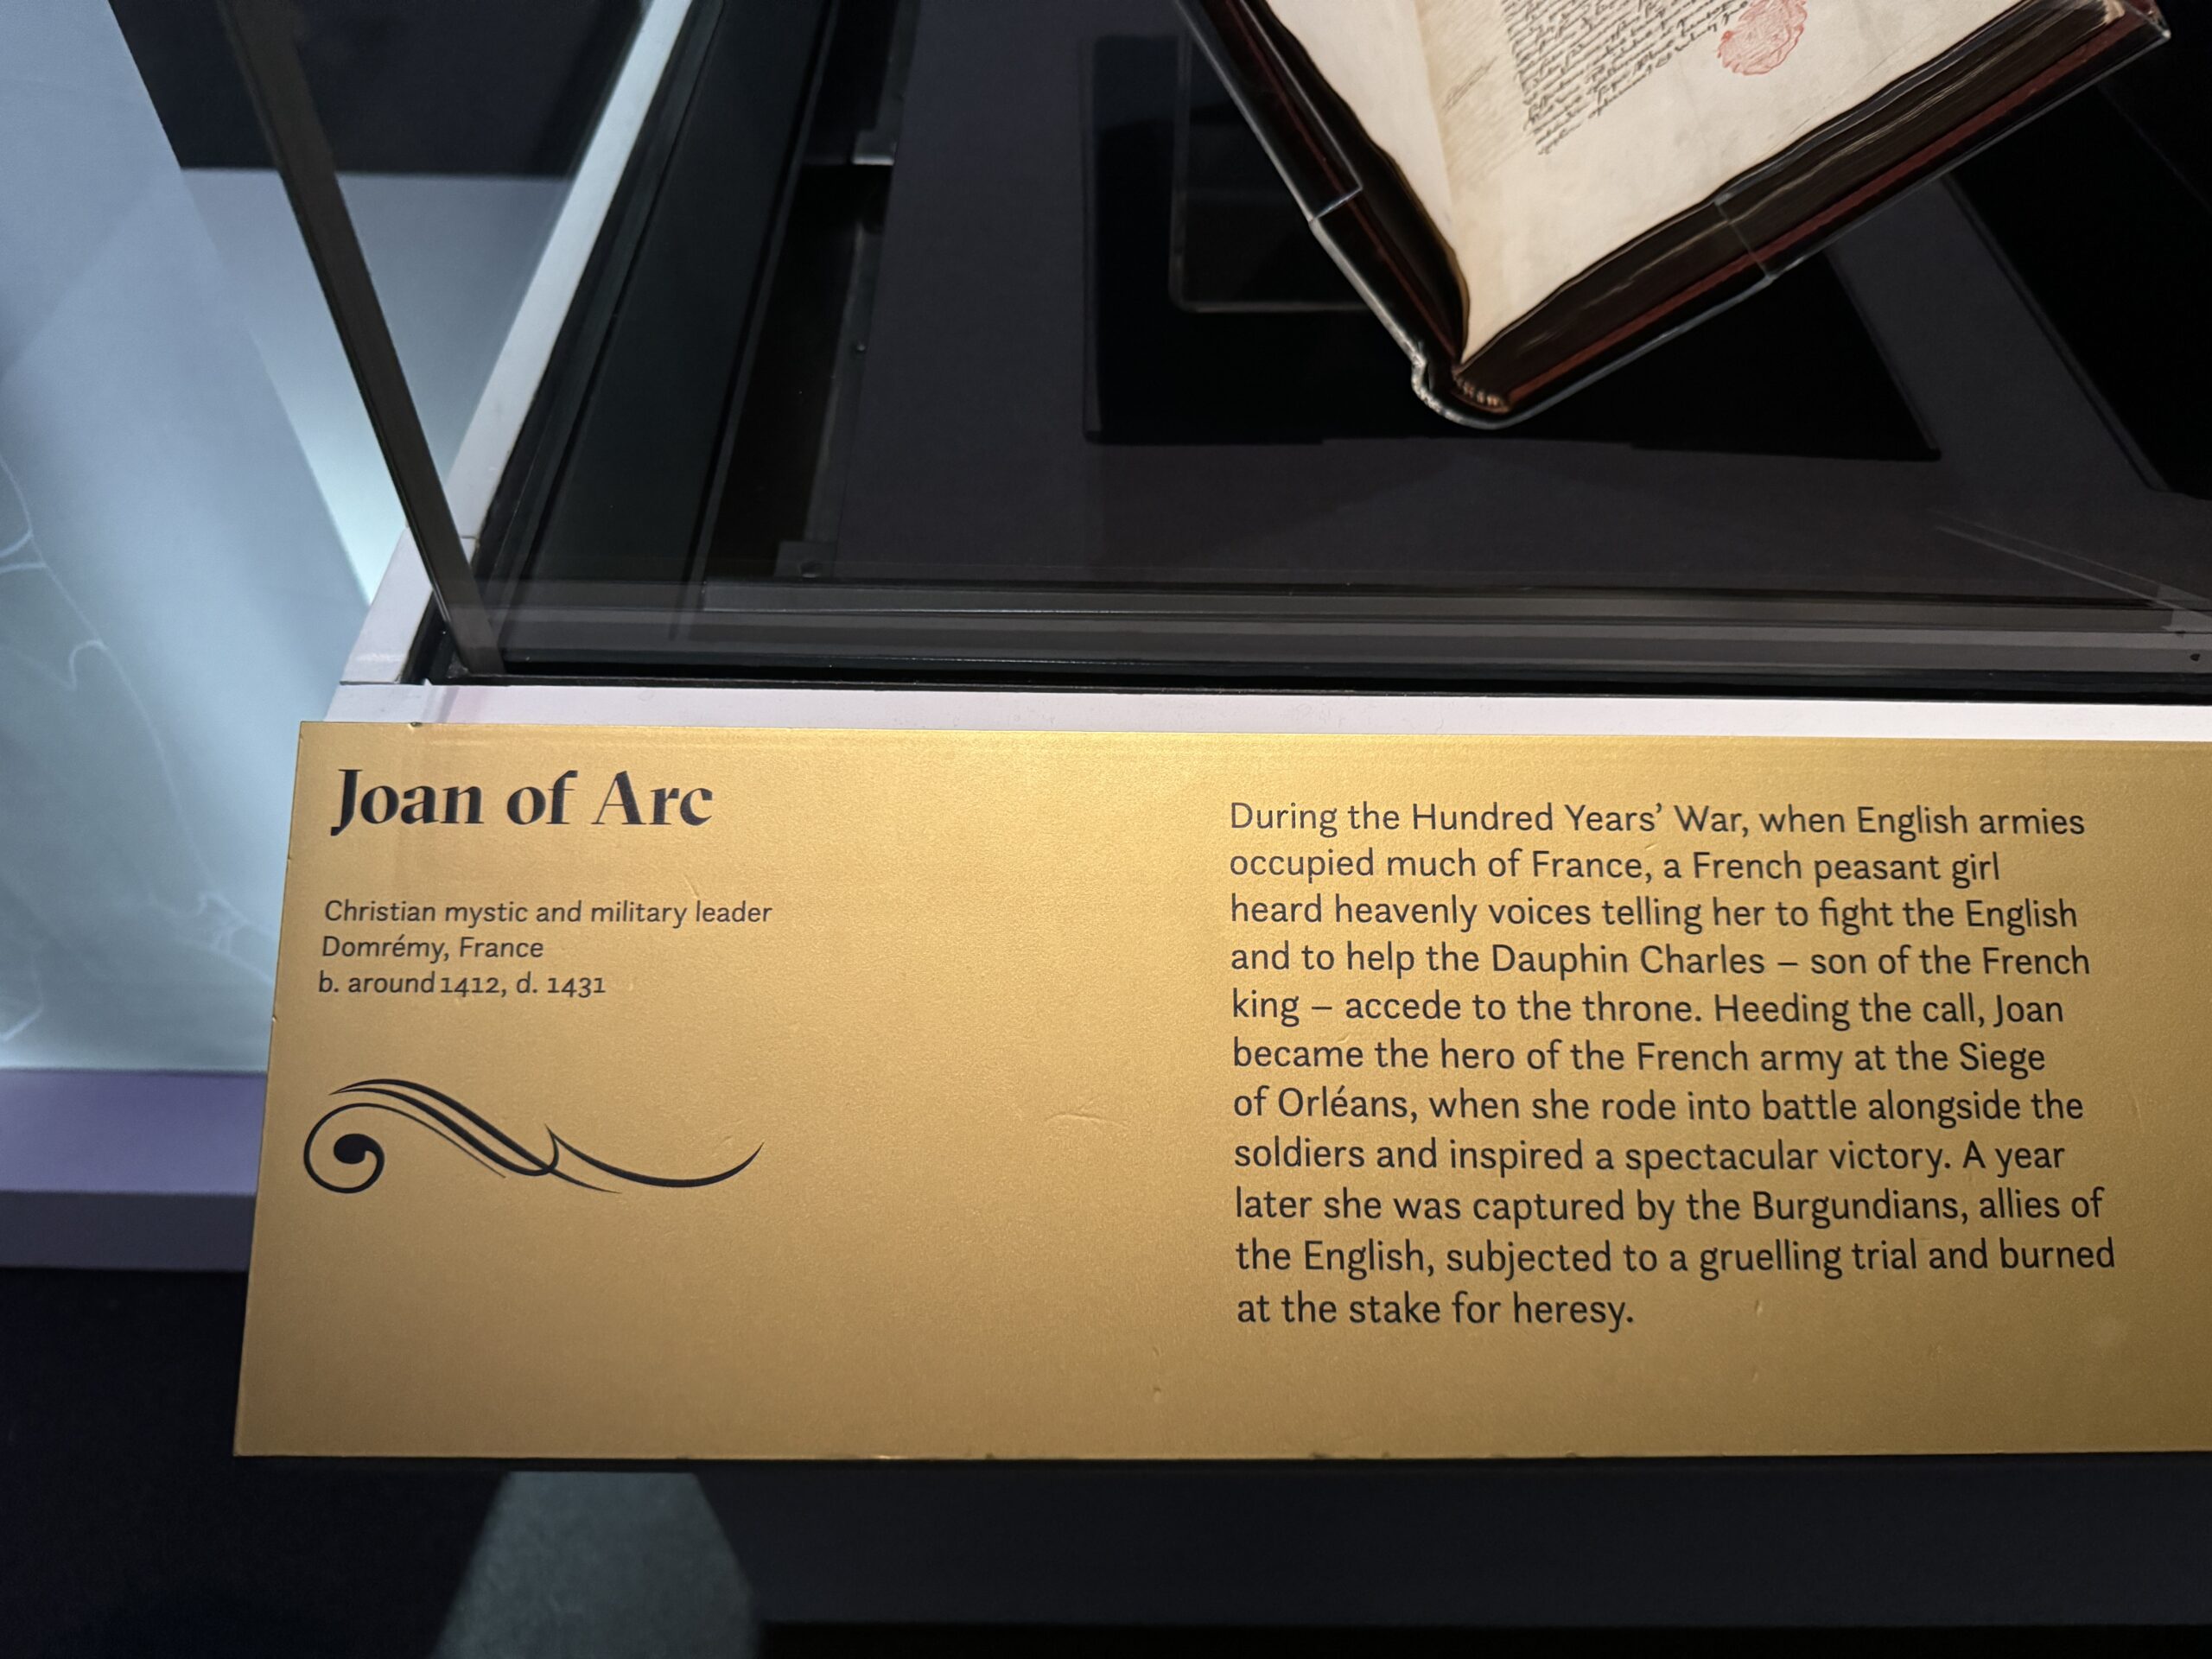 Joan of Arc
Christian mystic and military leader
Domrémy, France
b. around 1412, d. 1431
During the Hundred Years’ War, when English armies
occupied much of France, a French peasant girl
heard heavenly voices telling her to fight the English
and to help the Dauphin Charles – son of the French
king – accede to the throne. Heeding the call, Joan
became the hero of the French army at the Siege
of Orléans, when she rode into battle alongside the
soldiers and inspired a spectacular victory. A year
later she was captured by the Burgundians, allies of
the English, subjected to a gruelling trial and burned
at the stake for heresy.